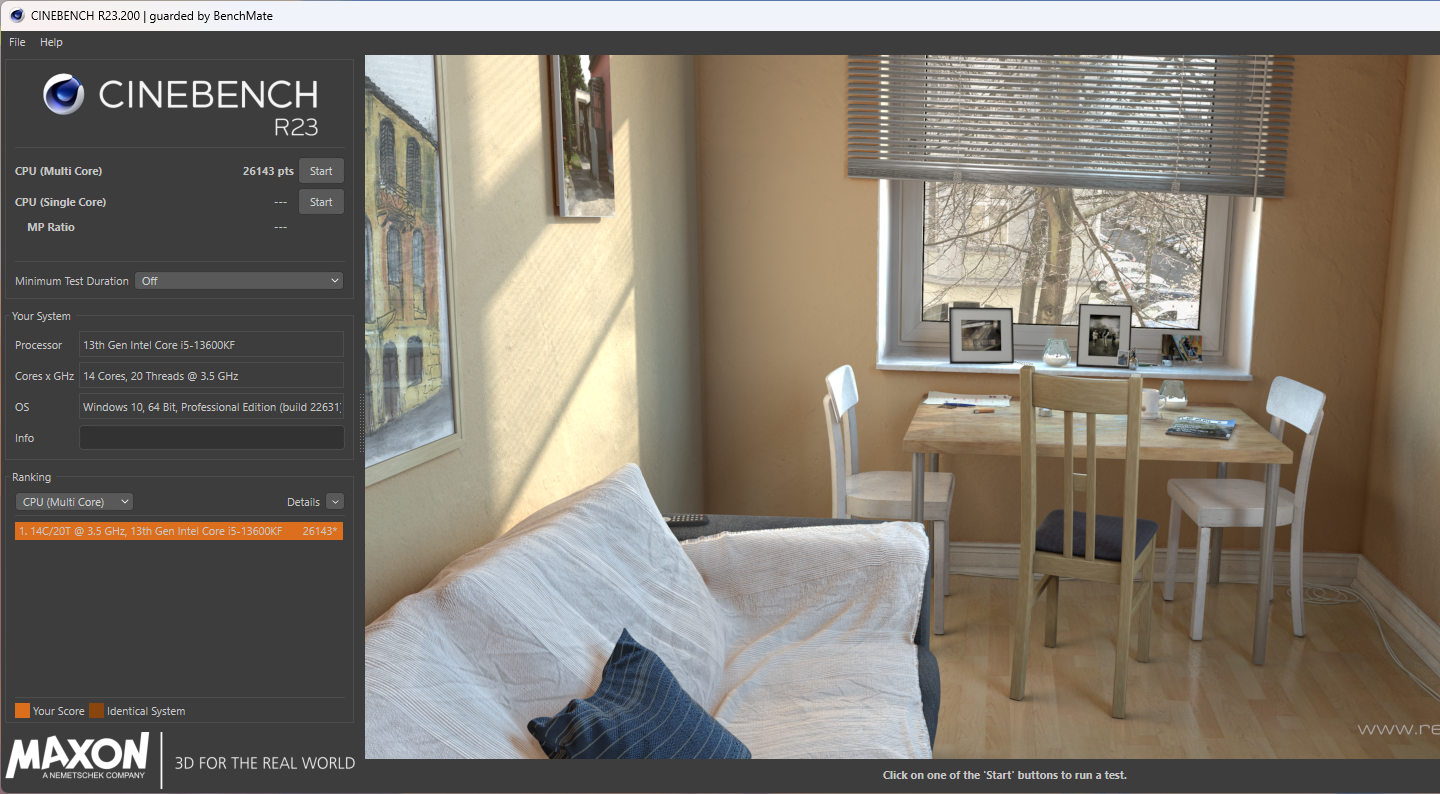 CINEBENCH R23.200 | guarded by BenchMate
File Help
CINEBENCH
R23
CPU (Multi Core) 26143 pts Start
CPU (Single Core) --- Start
MP Ratio ---
Minimum Test Duration Off
Your System
Processor 13th Gen Intel Core i5-13600KF
Cores x GHz 14 Cores, 20 Threads @ 3.5 GHz
OS Windows 10, 64 Bit, Professional Edition (build 22631)
Info
Ranking
CPU (Multi Core) Details
1. 14C/20T @ 3.5 GHz, 13th Gen Intel Core i5-13600KF 26143*
Your Score Identical System
MAXON
A NEMETSCHEK COMPANY
3D FOR THE REAL WORLD
www.re
Click on one of the 'Start' buttons to run a test.